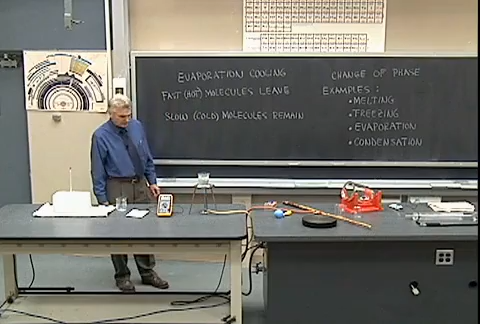 EVAPORATION COOLING
FAST (HOT) MOLECULES LEAVE
SLOW (COLD) MOLECULES REMAIN
CHANGE OF PHASE
EXAMPLES :
• MELTING
• FREEZING
• EVAPORATION
• CONDENSATION